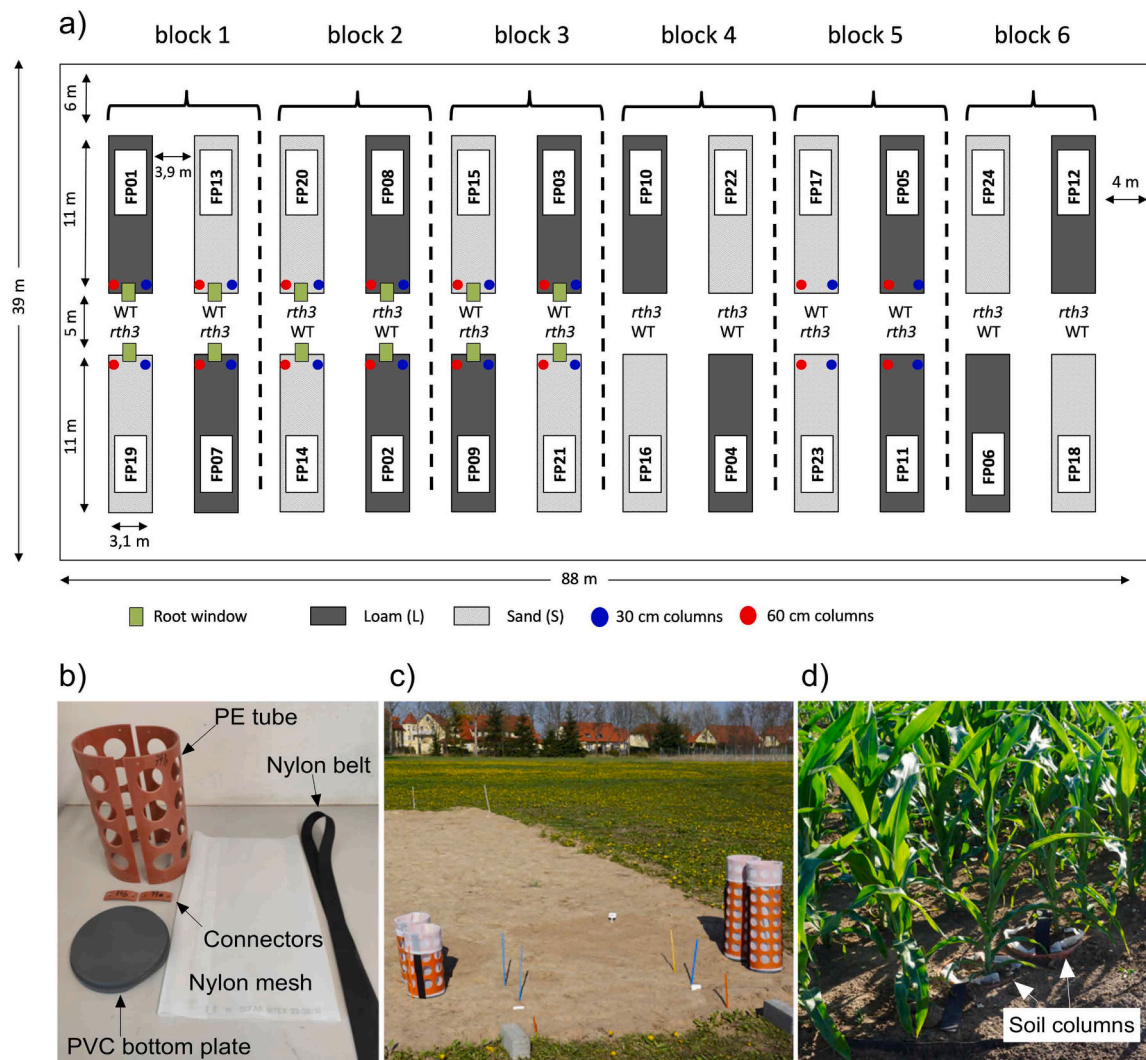 a)
block 1 block 2 block 3 block 4 block 5 block 6
6 m
3,9 m
4 m
FP01 FP13 FP20 FP08 FP15 FP03 FP10 FP22 FP17 FP05 FP24 FP12
11 m
39 m
5 m
WT WT rth3 rth3 WT WT rth3 rth3 WT WT rth3 rth3
rth3 rth3 WT WT rth3 rth3 WT WT rth3 rth3 WT WT
11 m
FP19 FP07 FP14 FP02 FP09 FP21 FP16 FP04 FP23 FP11 FP06 FP18
3,1 m
88 m
Root window Loam (L) Sand (S) 30 cm columns 60 cm columns
b)
PE tube
Nylon belt
Connectors
Nylon mesh
PVC bottom plate
c)
d)
Soil columns